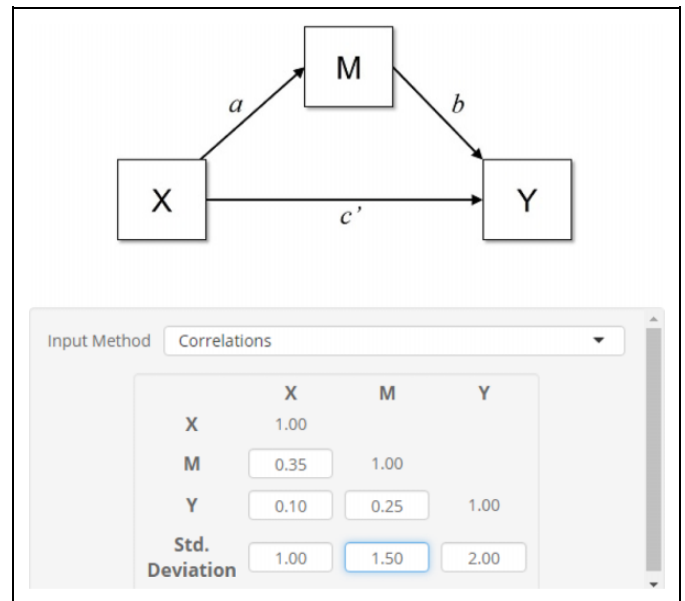 M
a
b
X
Y
c’
Input Method Correlations
X M Y
X 1.00
M 0.35 1.00
Y 0.10 0.25 1.00
Std.
Deviation 1.00 1.50 2.00